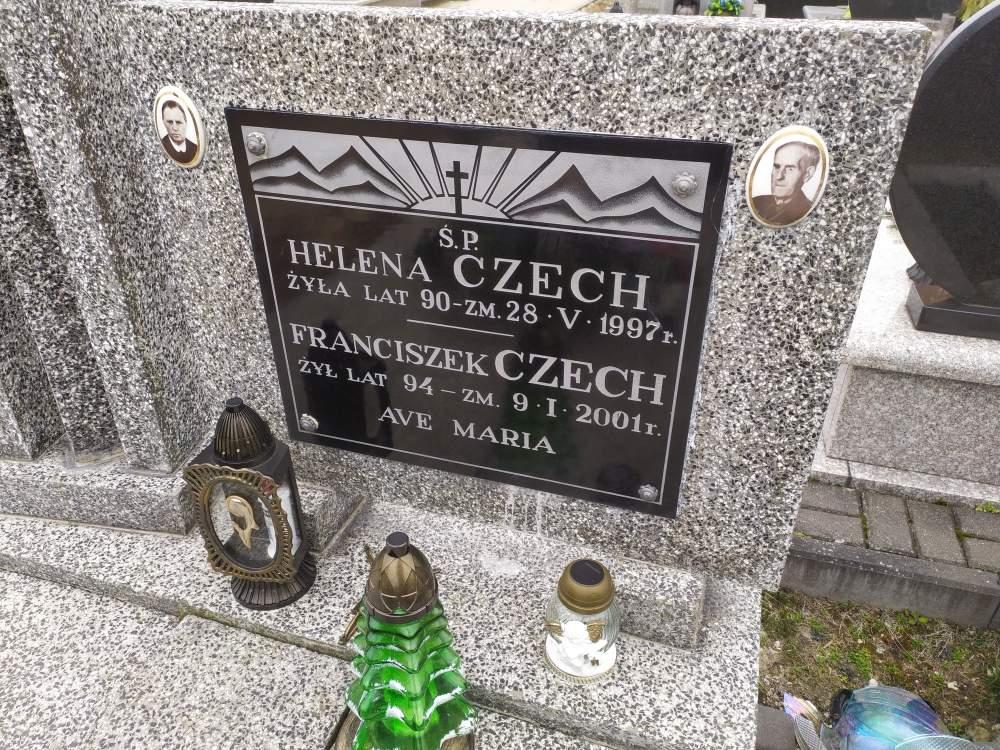 Ś.P.
HELENA CZECH
ŻYŁA LAT 90-ZM. 28·V·1997r.
FRANCISZEK CZECH
ŻYŁ LAT 94-ZM. 9·I·2001r.
AVE MARIA